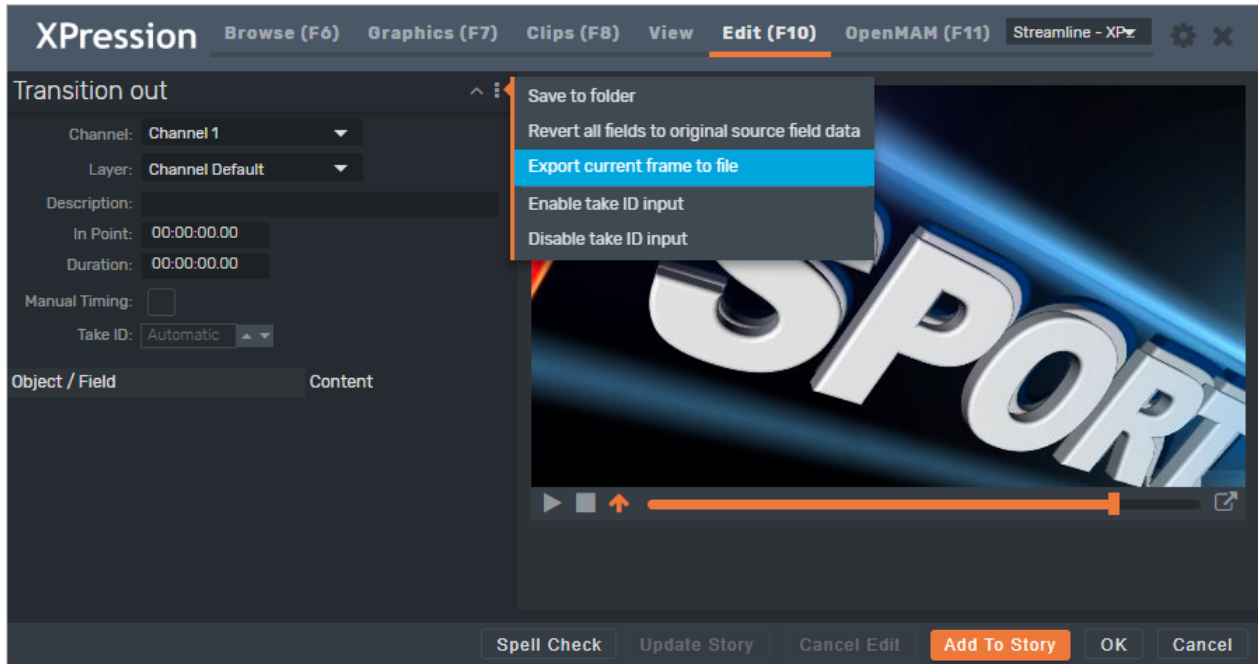 XPression Browse (F6) Graphics (F7) Clips (F8) View Edit (F10) OpenMAM (F11) Streamline - XPr
Transition out
Save to folder
Revert all fields to original source field data
Export current frame to file
Enable take ID input
Disable take ID input
Channel: Channel 1
Layer: Channel Default
Description:
In Point: 00:00:00.00
Duration: 00:00:00.00
Manual Timing:
Take ID: Automatic
Object / Field Content
SPORT
Spell Check Update Story Cancel Edit Add To Story OK Cancel